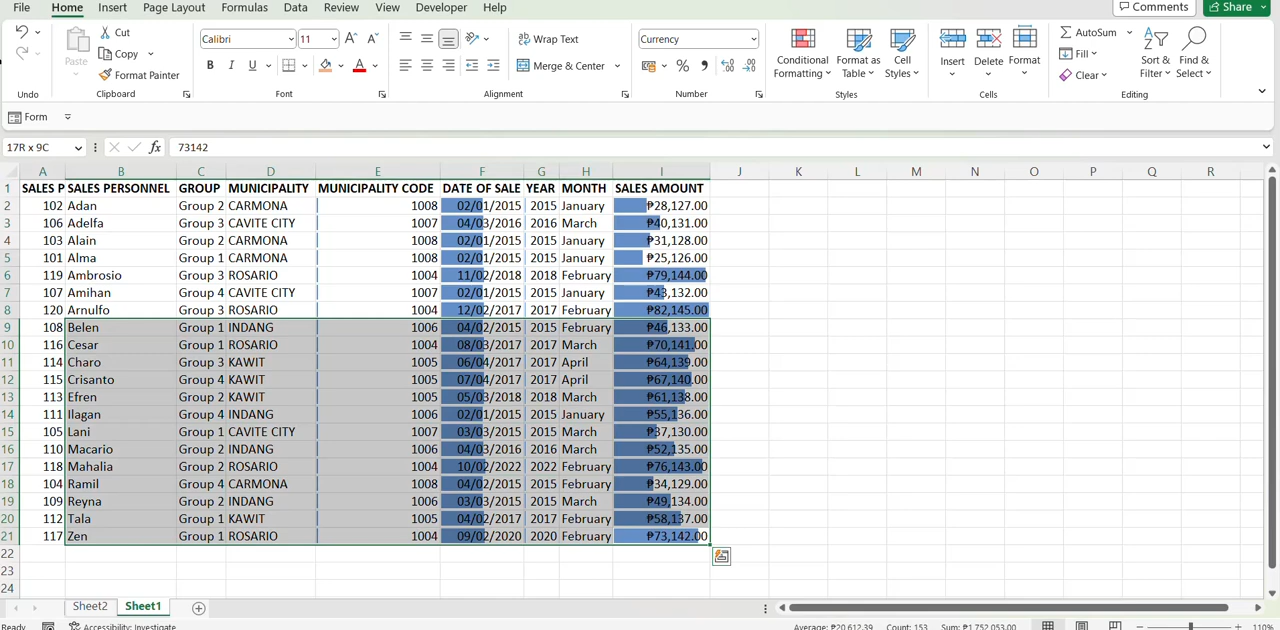 File Home Insert Page Layout Formulas Data Review View Developer Help Comments Share
Cut Calibri 11 Wrap Text Currency AutoSum
Paste Copy Conditional Format as Cell Insert Delete Format Fill Sort & Find &
Format Painter B I U Merge & Center % Formatting Table Styles Clear Filter Select
Undo Clipboard Font Alignment Number Styles Cells Editing
Form
17R x 9C fx 73142
A B C D E F G H I J K L M N O P Q R
1 SALES P SALES PERSONNEL GROUP MUNICIPALITY MUNICIPALITY CODE DATE OF SALE YEAR MONTH SALES AMOUNT
2 102 Adan Group 2 CARMONA 1008 02/01/2015 2015 January ₱28,127.00
3 106 Adelfa Group 3 CAVITE CITY 1007 04/03/2016 2016 March ₱40,131.00
4 103 Alain Group 2 CARMONA 1008 02/01/2015 2015 January ₱31,128.00
5 101 Alma Group 1 CARMONA 1008 02/01/2015 2015 January ₱25,126.00
6 119 Ambrosio Group 3 ROSARIO 1004 11/02/2018 2018 February ₱79,144.00
7 107 Amihan Group 4 CAVITE CITY 1007 02/01/2015 2015 January ₱43,132.00
8 120 Arnulfo Group 3 ROSARIO 1004 12/02/2017 2017 February ₱82,145.00
9 108 Belen Group 1 INDANG 1006 04/02/2015 2015 February ₱46,133.00
10 116 Cesar Group 1 ROSARIO 1004 08/03/2017 2017 March ₱70,141.00
11 114 Charo Group 3 KAWIT 1005 06/04/2017 2017 April ₱64,139.00
12 115 Crisanto Group 4 KAWIT 1005 07/04/2017 2017 April ₱67,140.00
13 113 Efren Group 2 KAWIT 1005 05/03/2018 2018 March ₱61,138.00
14 111 Ilagan Group 4 INDANG 1006 02/01/2015 2015 January ₱55,136.00
15 105 Lani Group 1 CAVITE CITY 1007 03/03/2015 2015 March ₱37,130.00
16 110 Macario Group 2 INDANG 1006 04/03/2016 2016 March ₱52,135.00
17 118 Mahalia Group 2 ROSARIO 1004 10/02/2022 2022 February ₱76,143.00
18 104 Ramil Group 4 CARMONA 1008 04/02/2015 2015 February ₱34,129.00
19 109 Reyna Group 2 INDANG 1006 03/03/2015 2015 March ₱49,134.00
20 112 Tala Group 1 KAWIT 1005 04/02/2017 2017 February ₱58,137.00
21 117 Zen Group 1 ROSARIO 1004 09/02/2020 2020 February ₱73,142.00
22
23
24
Sheet2 Sheet1
Ready Accessibility: Investigate Average: ₱20,612.39 Count: 153 Sum: ₱1,752,053.00 110%